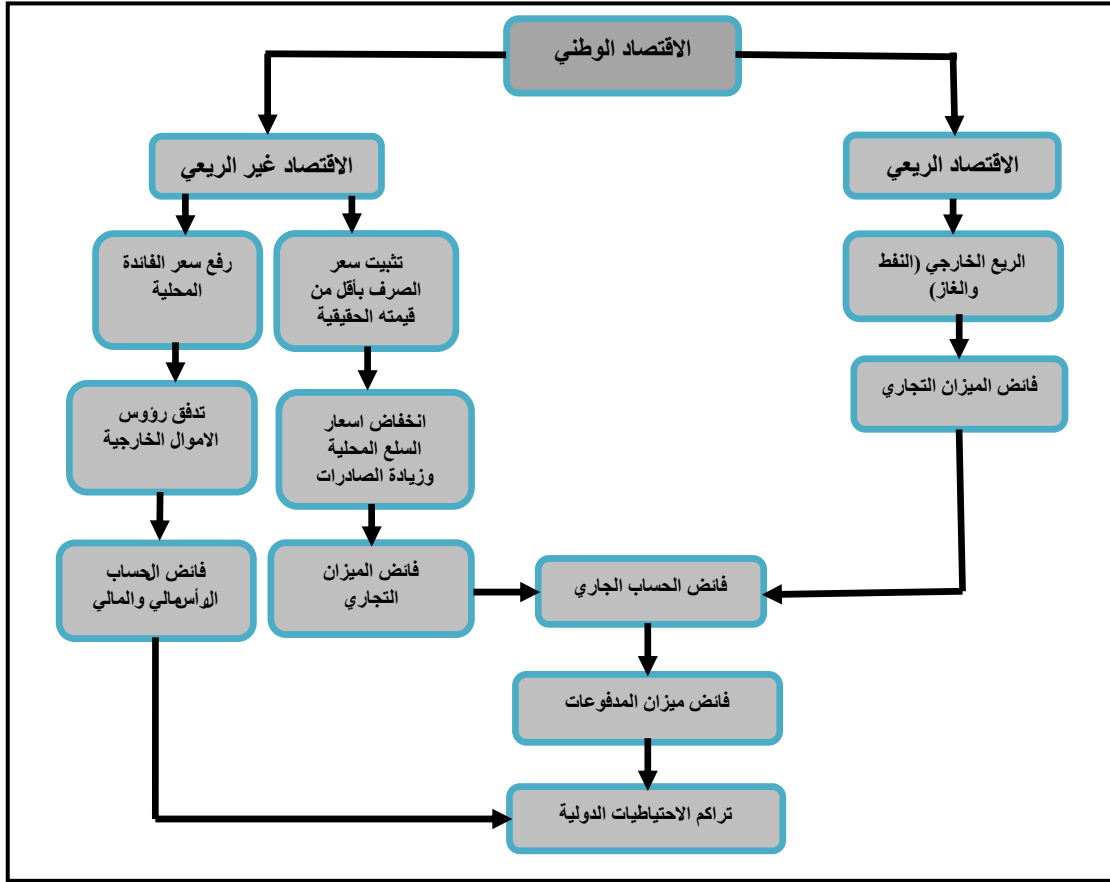 الاقتصاد الوطني
الاقتصاد الريعي
الاقتصاد غير الريعي
الريع الخارجي (النفط
والغاز)
تثبيت سعر
الصرف بأقل من
قيمته الحقيقية
رفع سعر الفائدة
المحلية
فائض الميزان التجاري
انخفاض اسعار
السلع المحلية
وزيادة الصادرات
تدفق رؤوس
الاموال الخارجية
فائض الحساب الجاري
فائض الميزان
التجاري
فائض الحساب
الرأسمالي والمالي
فائض ميزان المدفوعات
تراكم الاحتياطيات الدولية